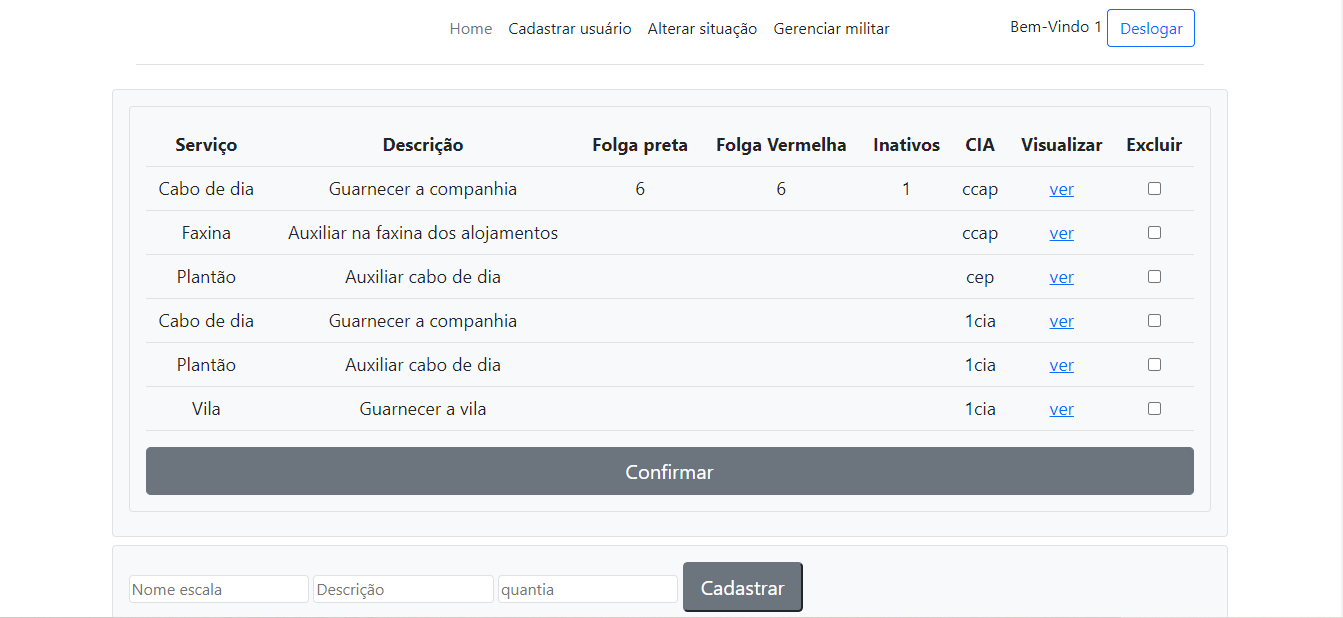 Home Cadastrar usuário Alterar situação Gerenciar militar Bem-Vindo 1 Deslogar
Serviço Descrição Folga preta Folga Vermelha Inativos CIA Visualizar Excluir
Cabo de dia Guarnecer a companhia 6 6 1 ccap ver
Faxina Auxiliar na faxina dos alojamentos ccap ver
Plantão Auxiliar cabo de dia cep ver
Cabo de dia Guarnecer a companhia 1cia ver
Plantão Auxiliar cabo de dia 1cia ver
Vila Guarnecer a vila 1cia ver
Confirmar
Nome escala Descrição quantia Cadastrar